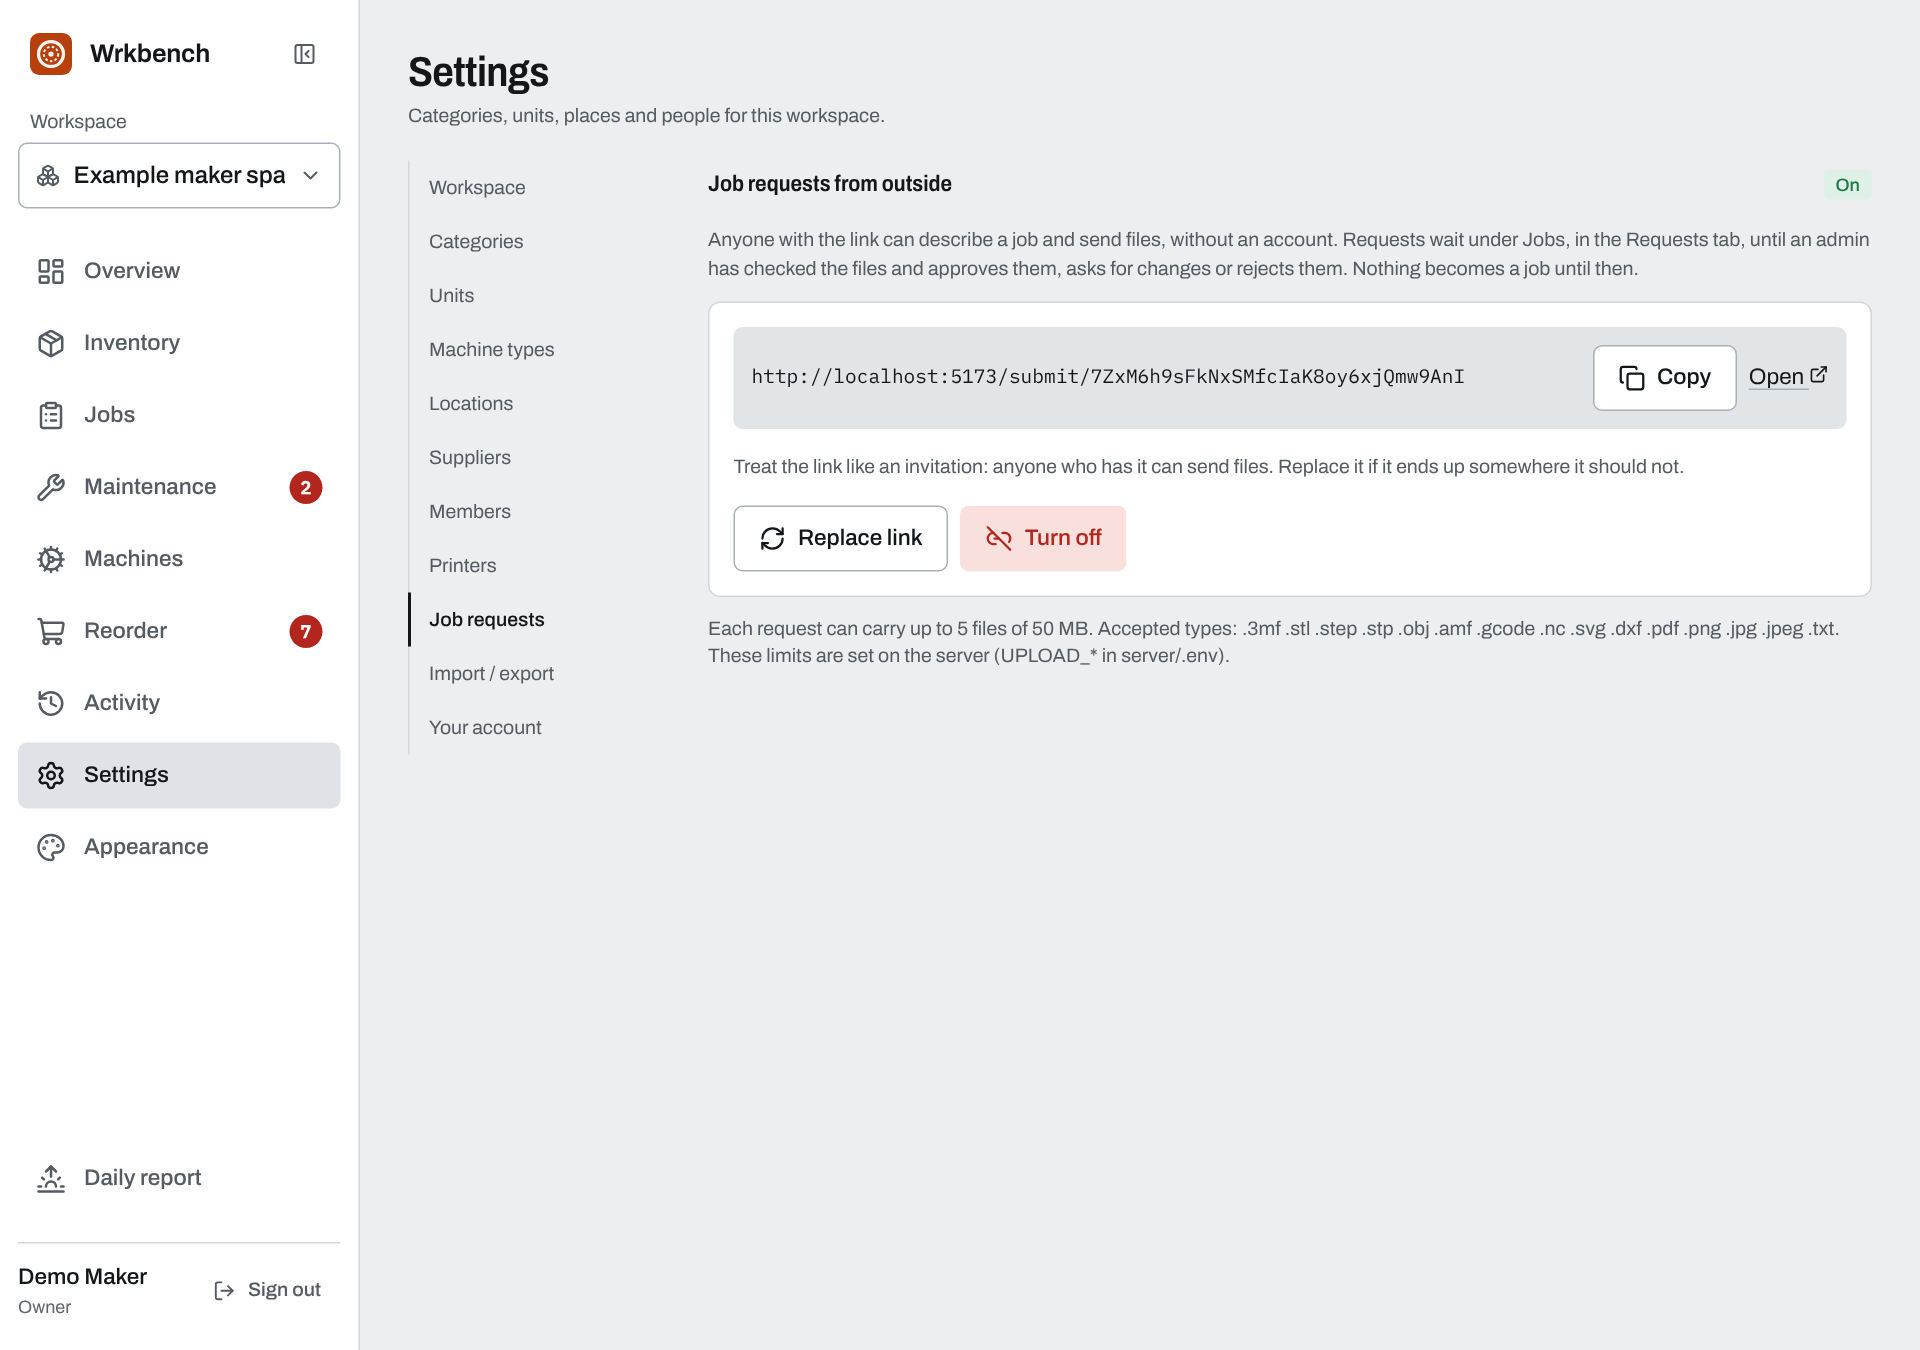 Wrkbench
Workspace
Example maker spa
Overview
Inventory
Jobs
Maintenance 2
Machines
Reorder 7
Activity
Settings
Appearance
Daily report
Demo Maker
Owner
Sign out
Settings
Categories, units, places and people for this workspace.
Workspace
Categories
Units
Machine types
Locations
Suppliers
Members
Printers
Job requests
Import / export
Your account
Job requests from outside
On
Anyone with the link can describe a job and send files, without an account. Requests wait under Jobs, in the Requests tab, until an admin
has checked the files and approves them, asks for changes or rejects them. Nothing becomes a job until then.
http://localhost:5173/submit/7ZxM6h9sFkNxSMfcIaK8oy6xjQmw9AnI
Copy
Open
Treat the link like an invitation: anyone who has it can send files. Replace it if it ends up somewhere it should not.
Replace link
Turn off
Each request can carry up to 5 files of 50 MB. Accepted types: .3mf .stl .step .stp .obj .amf .gcode .nc .svg .dxf .pdf .png .jpg .jpeg .txt.
These limits are set on the server (UPLOAD_* in server/.env).